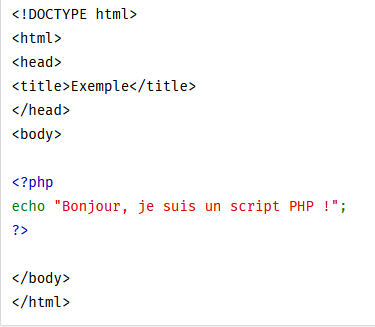 <!DOCTYPE html>
<html>
<head>
<title>Exemple</title>
</head>
<body>
<?php
echo "Bonjour, je suis un script PHP !";
?>
</body>
</html>